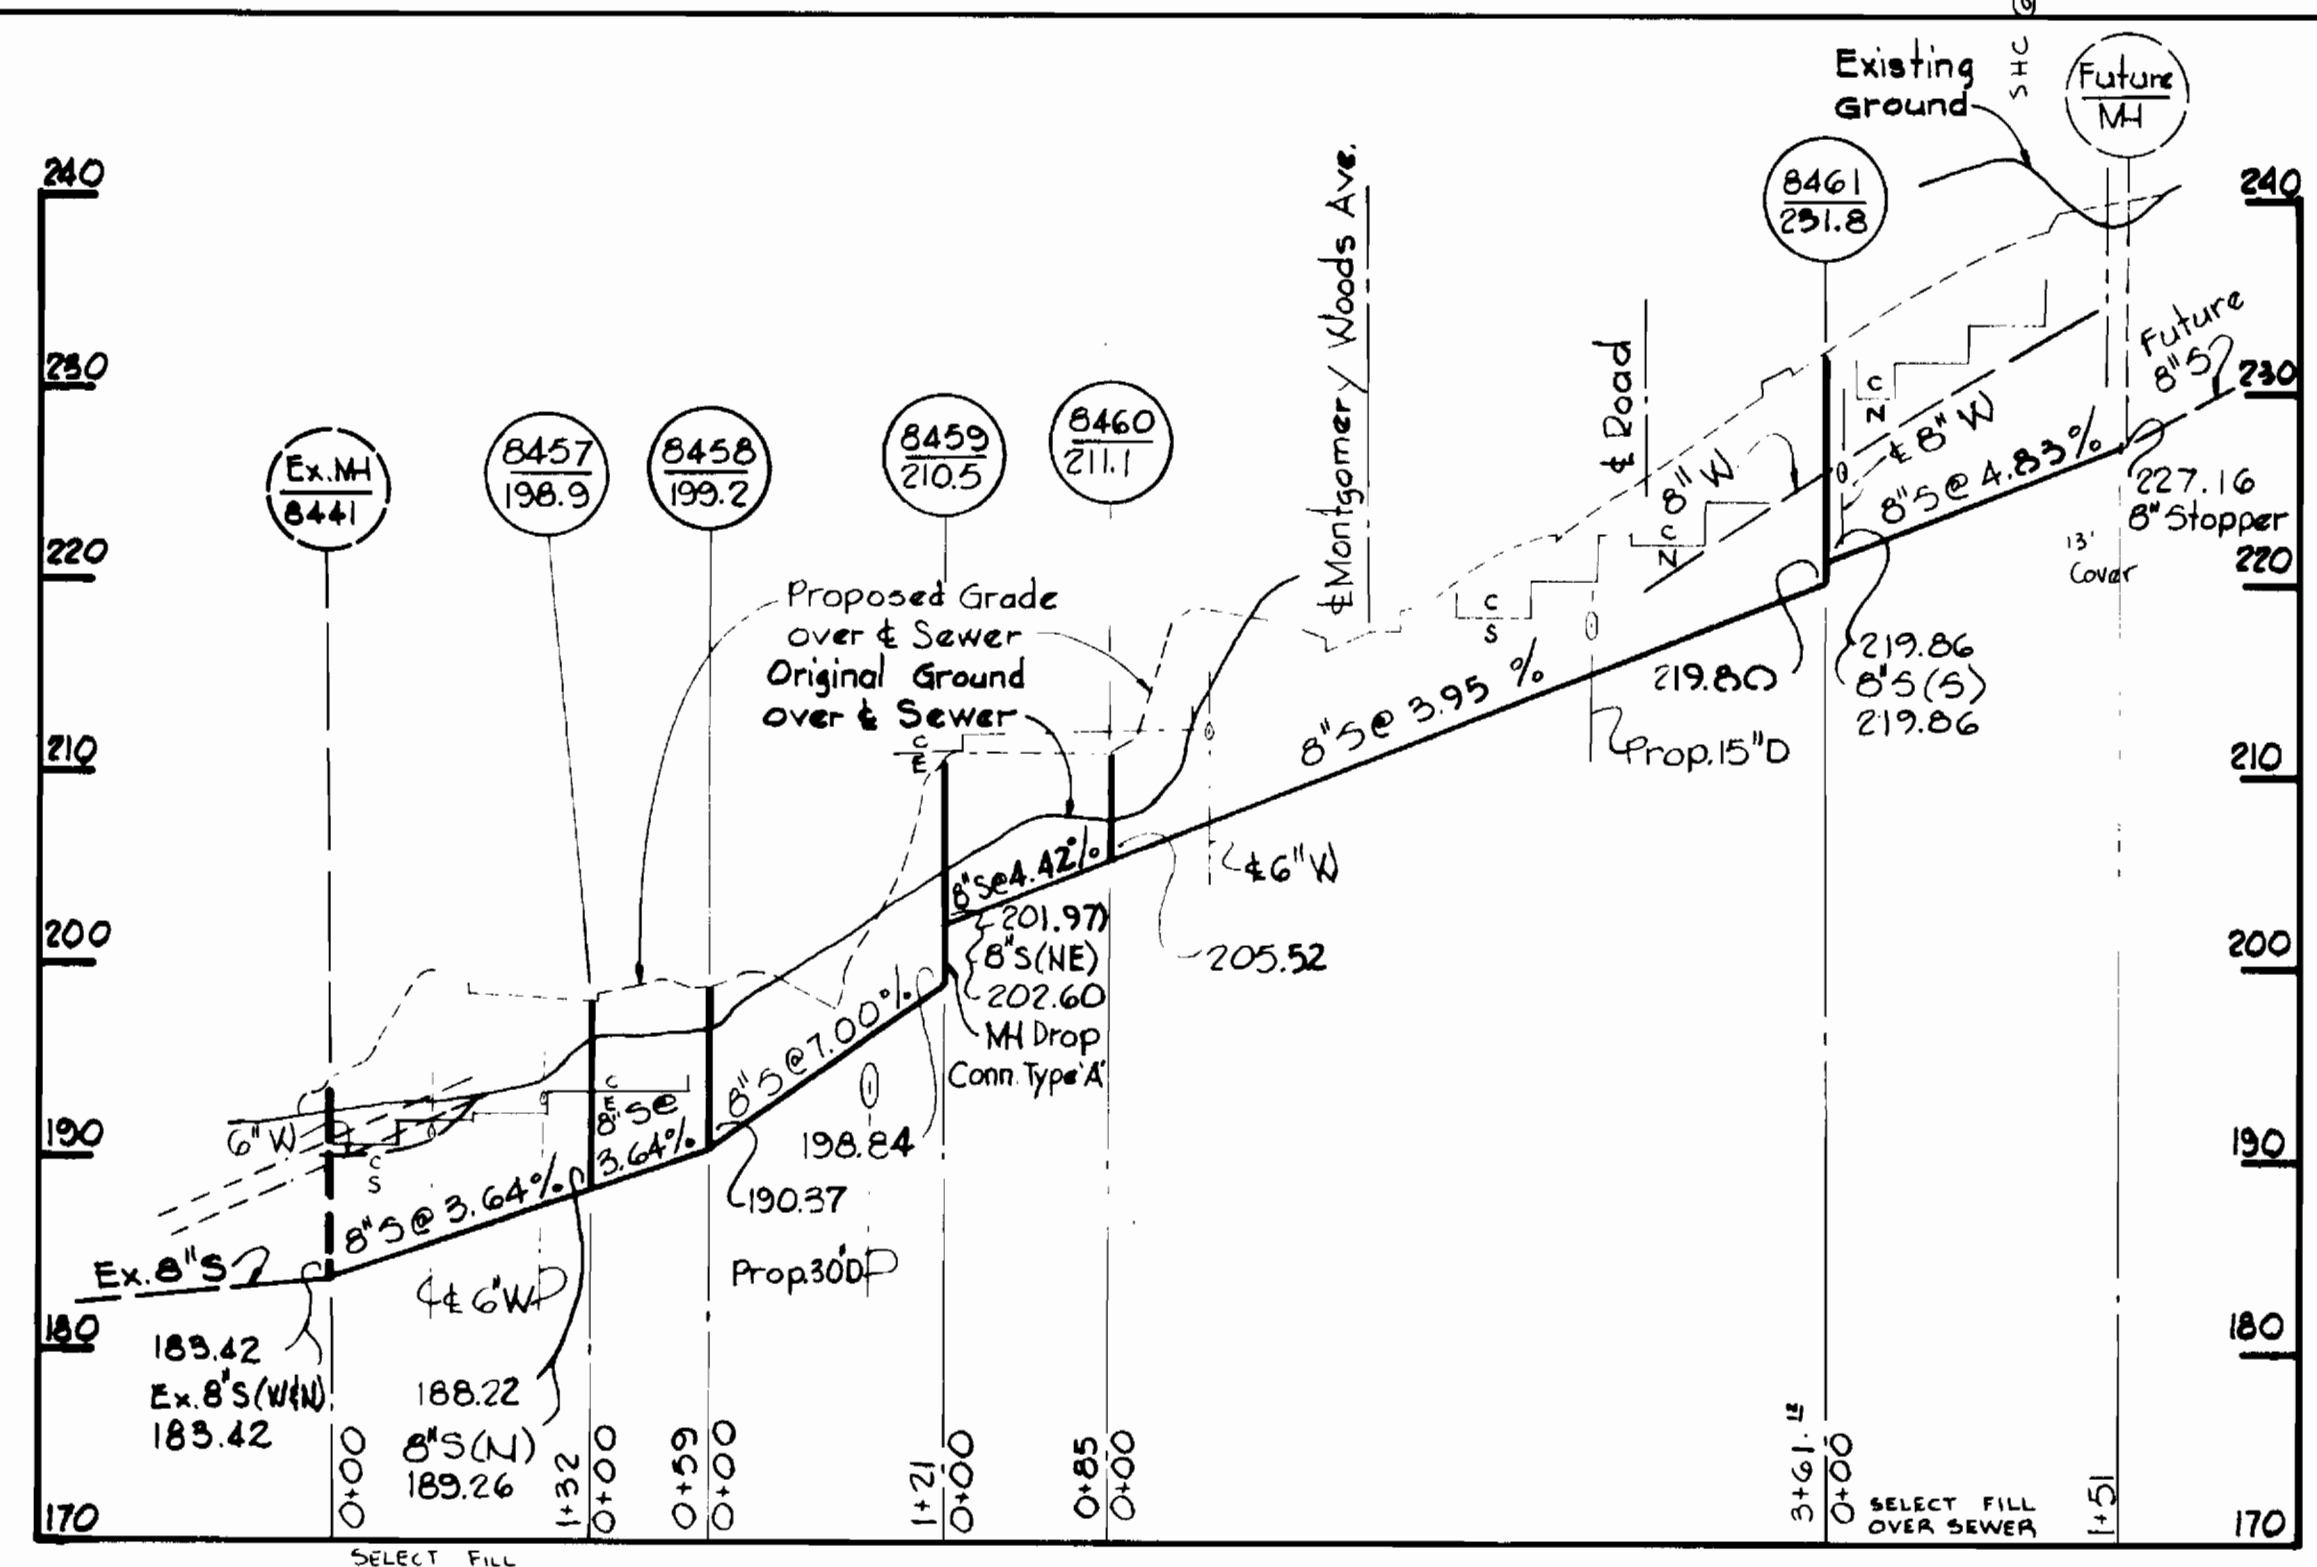 SHC
Existing
Ground
Future
MH
240
240
8461
231.8
₵ Montgomery Woods Ave.
230
Future
8"S
230
₵ Road
8"W
C
N
₵ 8"W
8"S@ 4.83%
227.16
8"Stopper
13'
Cover
Ex.MH
8441
8457
198.9
8458
199.2
8459
210.5
8460
211.1
220
220
C
N
C
S
Proposed Grade
over ₵ Sewer
Original Ground
over ₵ Sewer
8"S@ 3.95 %
219.80
219.86
8"S(S)
219.86
Prop.15"D
210
210
C
E
8"S@4.42%
201.97
8"S(NE)
202.60
MH Drop
Conn. Type 'A'
₵6"W
205.52
200
200
8"S@7.00%
198.84
190.37
Prop.30"D
C
E
8"S@
3.64%
190
190
6"W
C
S
8"S@ 3.64%
Ex.8"S
₵6"W
180
180
183.42
Ex.8"S(W&N)
183.42
188.22
8"S(N)
189.26
170
170
0+00
1+32
0+00
0+59
0+00
1+21
0+00
0+85
0+00
3+61.12
0+00
1+51
SELECT FILL
OVER SEWER
SELECT FILL